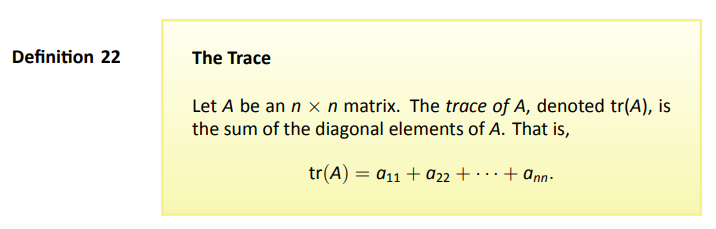 Definition 22
The Trace
Let A be an n × n matrix. The trace of A, denoted tr(A), is
the sum of the diagonal elements of A. That is,
tr(A) = a₁₁ + a₂₂ + · · · + aₙₙ.